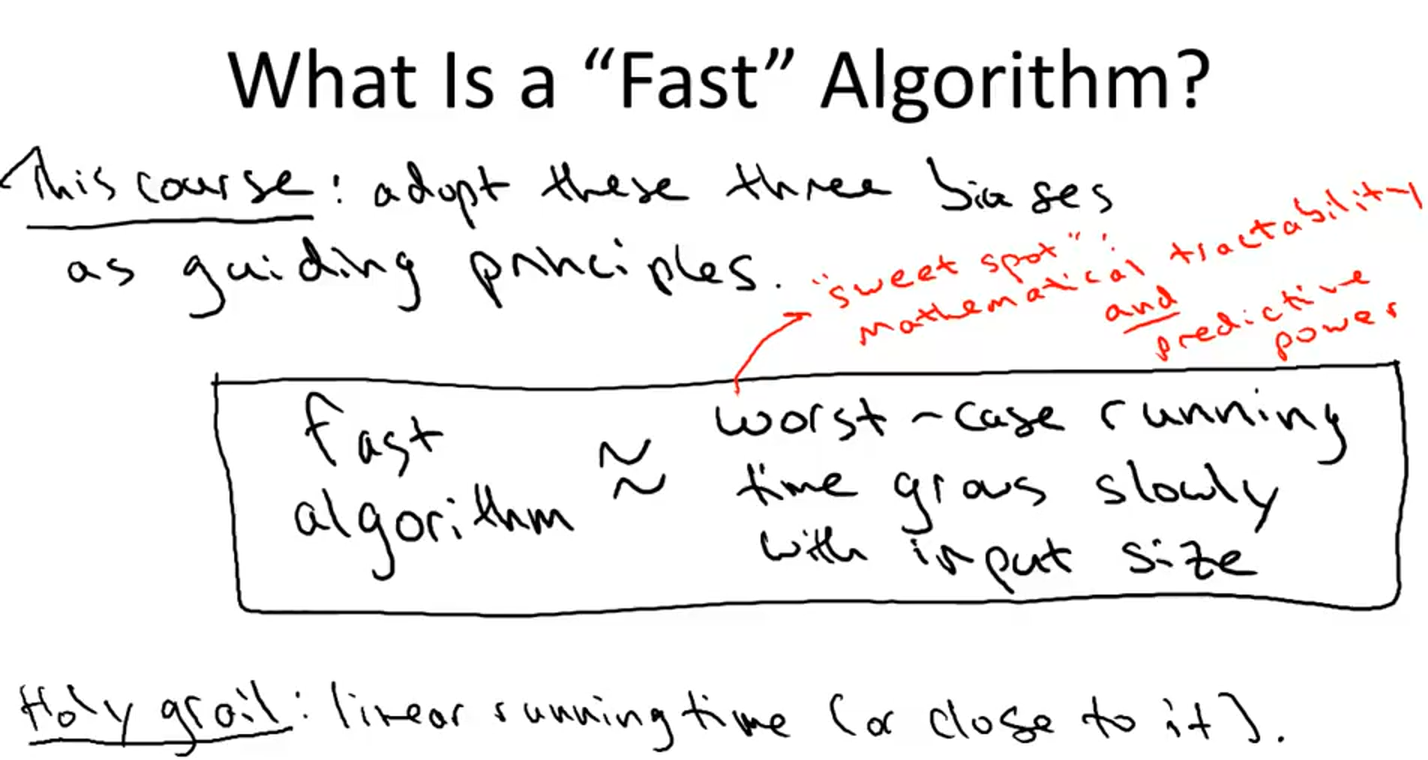 What Is a “Fast” Algorithm?
This course: adopt these three biases
as guiding principles.
"sweet spot":
mathematical tractability
and
predictive
power
fast
algorithm
≈
worst-case running
time grows slowly
with input size
Holy grail: linear running time (or close to it).